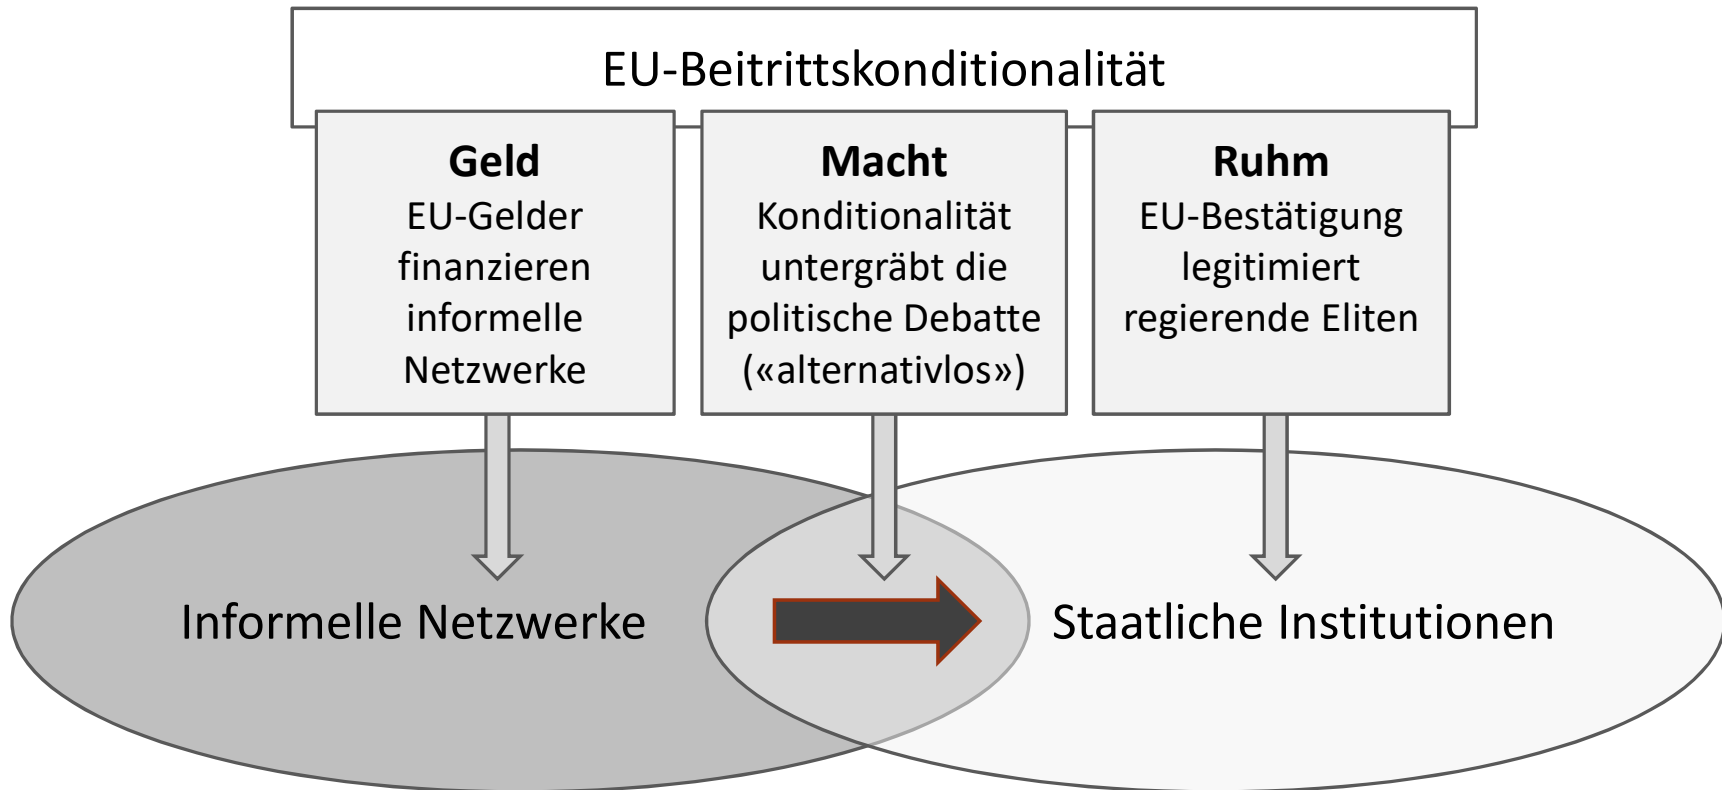 EU-Beitrittskonditionalität
Geld
EU-Gelder
finanzieren
informelle
Netzwerke
Macht
Konditionalität
untergräbt die
politische Debatte
(«alternativlos»)
Ruhm
EU-Bestätigung
legitimiert
regierende Eliten
Informelle Netzwerke
Staatliche Institutionen